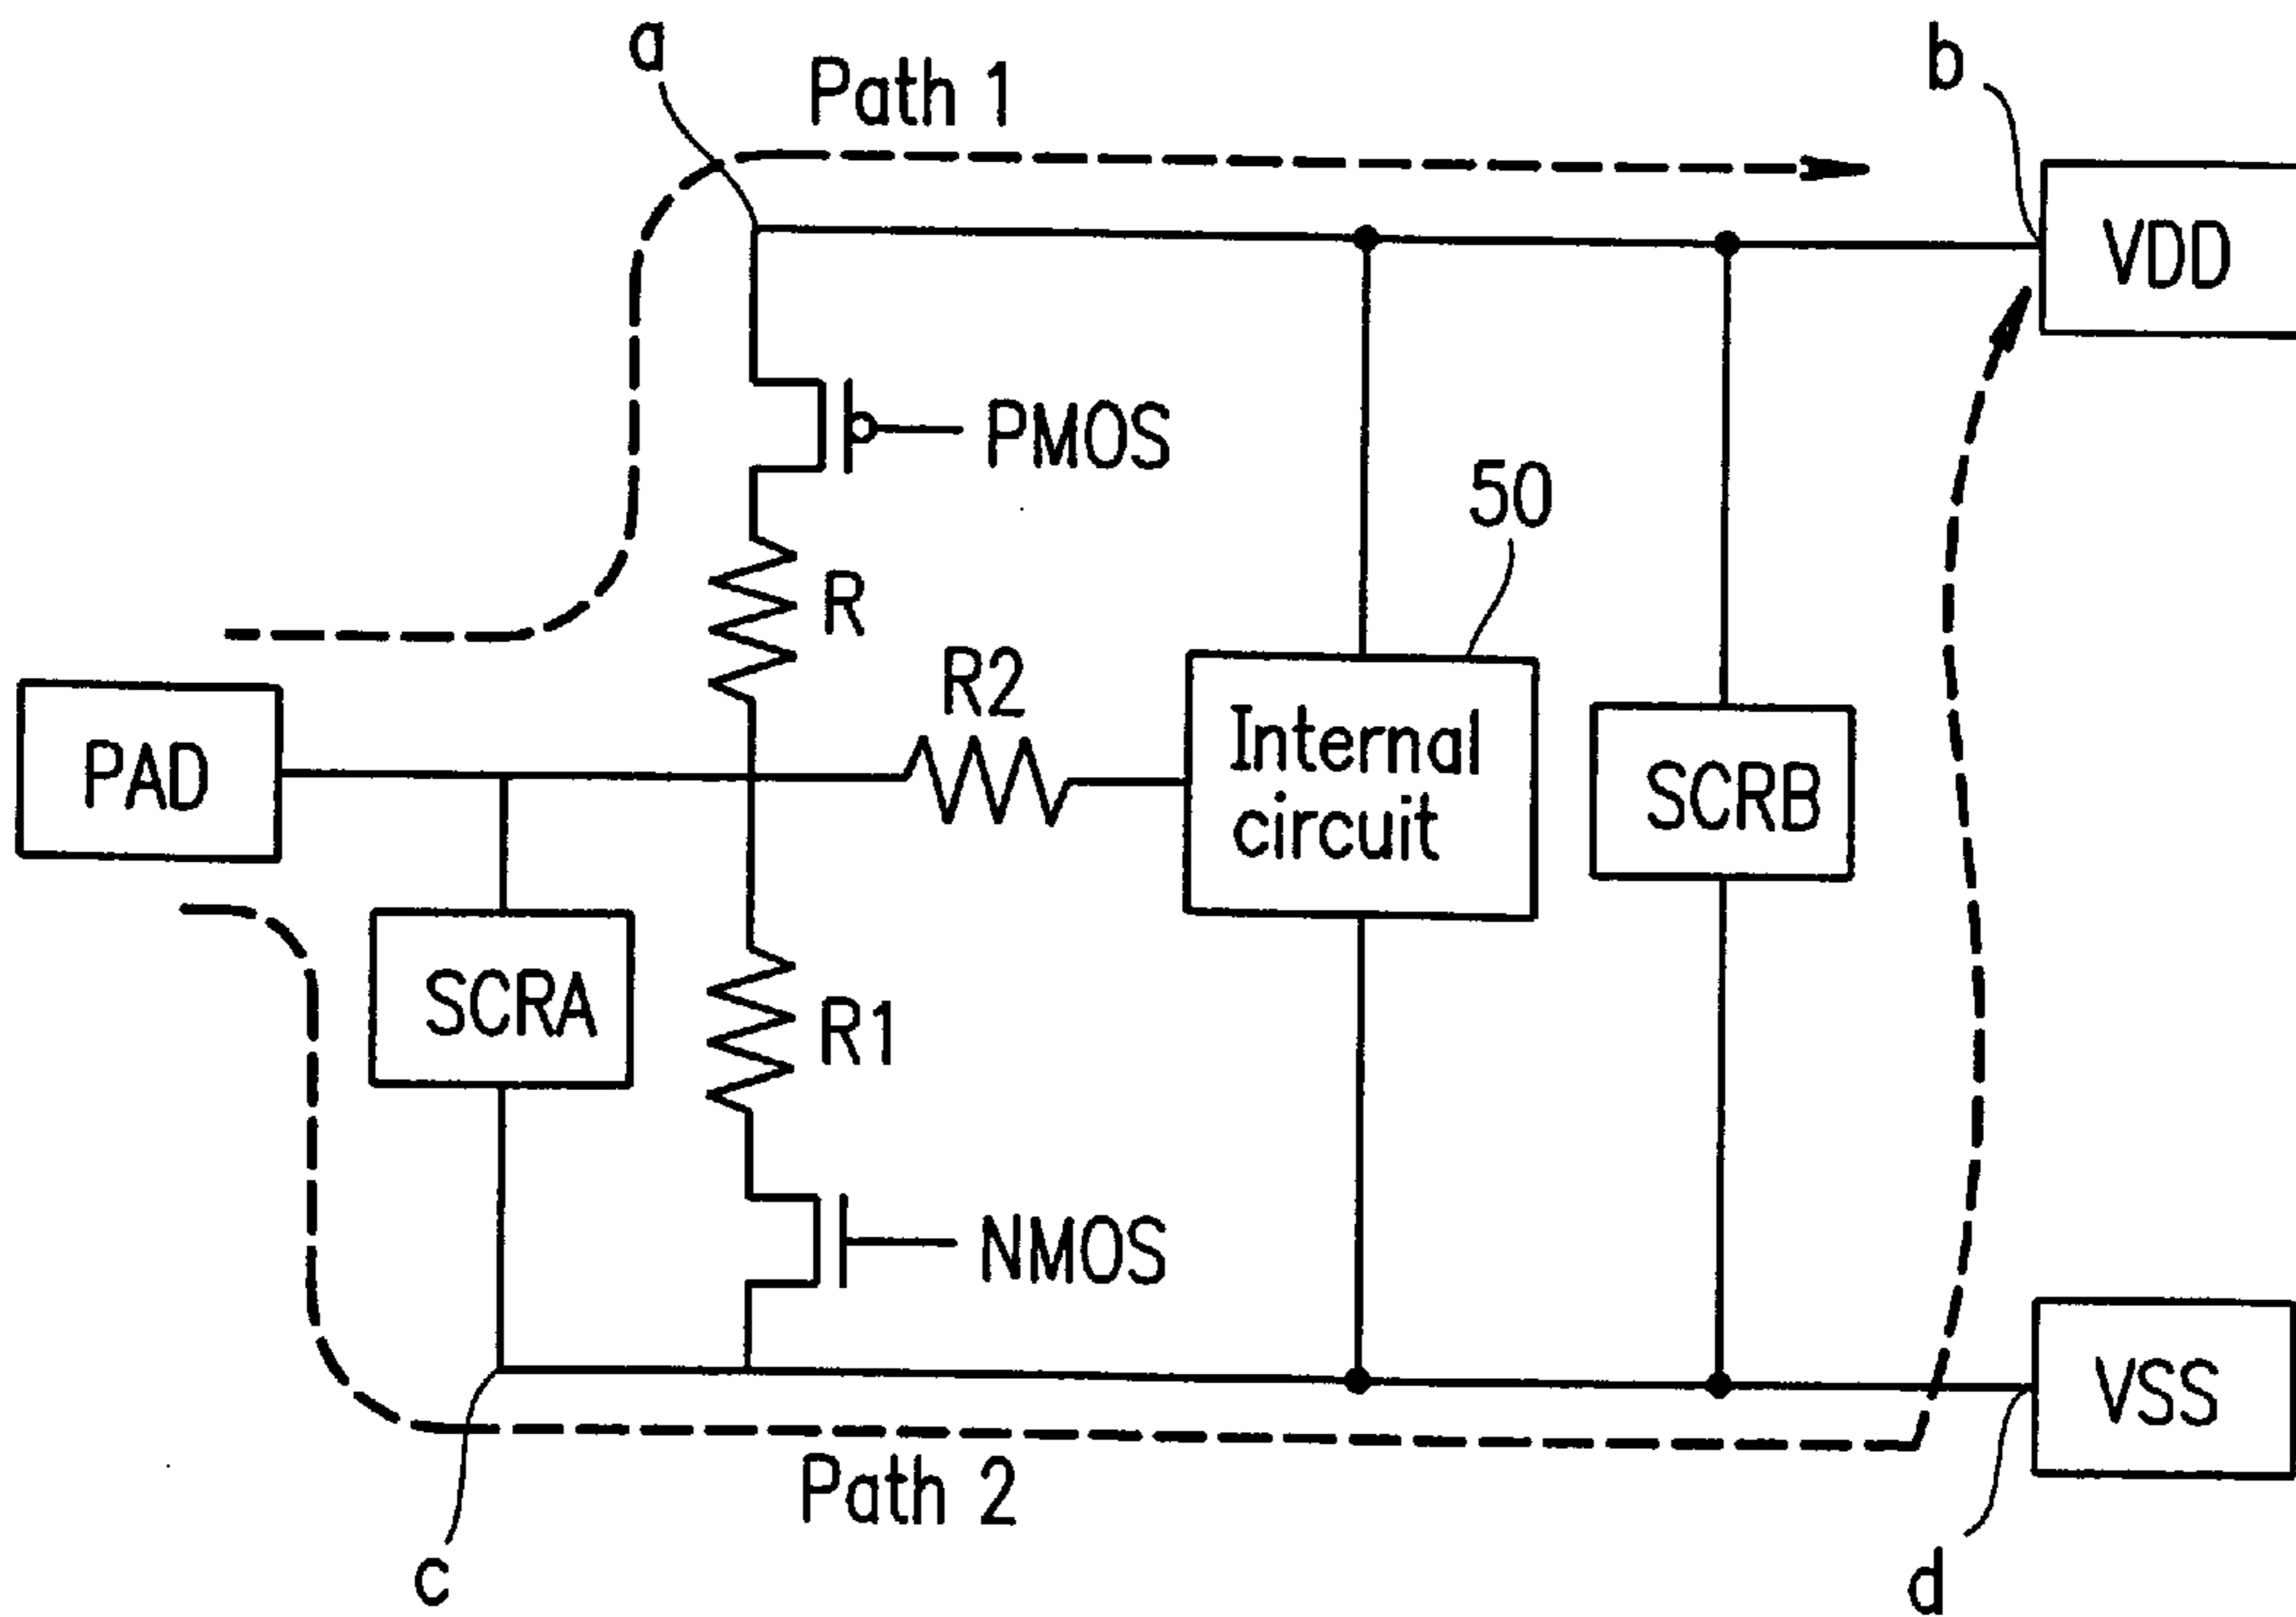 a
Path 1
b
VDD
PMOS
50
R
R2
PAD
Internal
circuit
SCRB
SCRA
R1
NMOS
VSS
Path 2
c
d